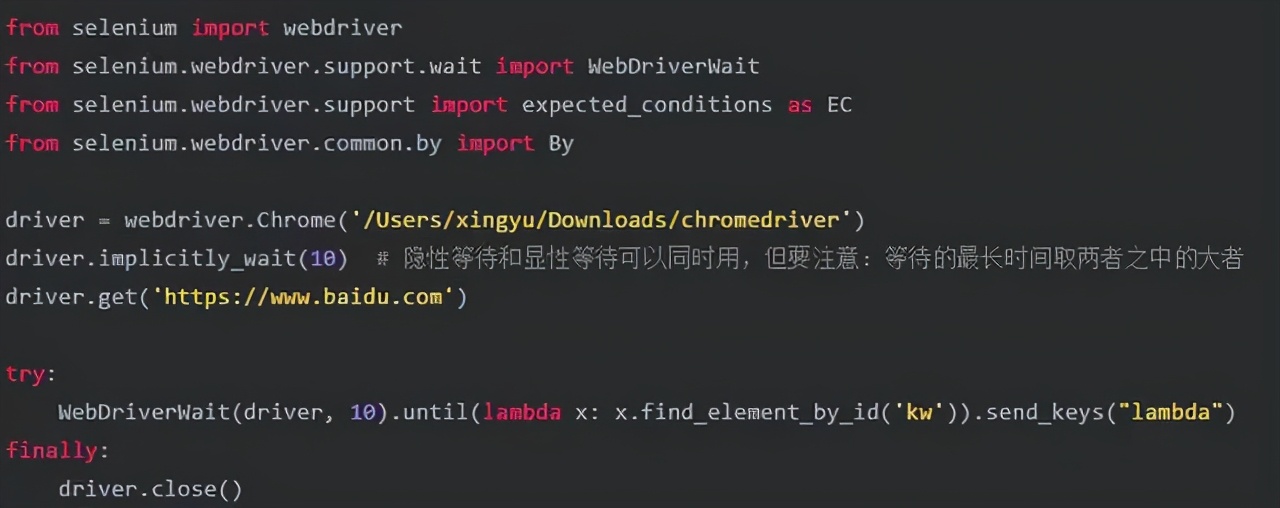 from selenium import webdriver
from selenium.webdriver.support.wait import WebDriverWait
from selenium.webdriver.support import expected_conditions as EC
from selenium.webdriver.common.by import By
driver = webdriver.Chrome('/Users/xingyu/Downloads/chromedriver')
driver.implicitly_wait(10)  # 隐性等待和显性等待可以同时用，但要注意：等待的最长时间取两者之中的大者
driver.get('https://www.baidu.com')
try:
    WebDriverWait(driver, 10).until(lambda x: x.find_element_by_id('kw')).send_keys("lambda")
finally:
    driver.close()